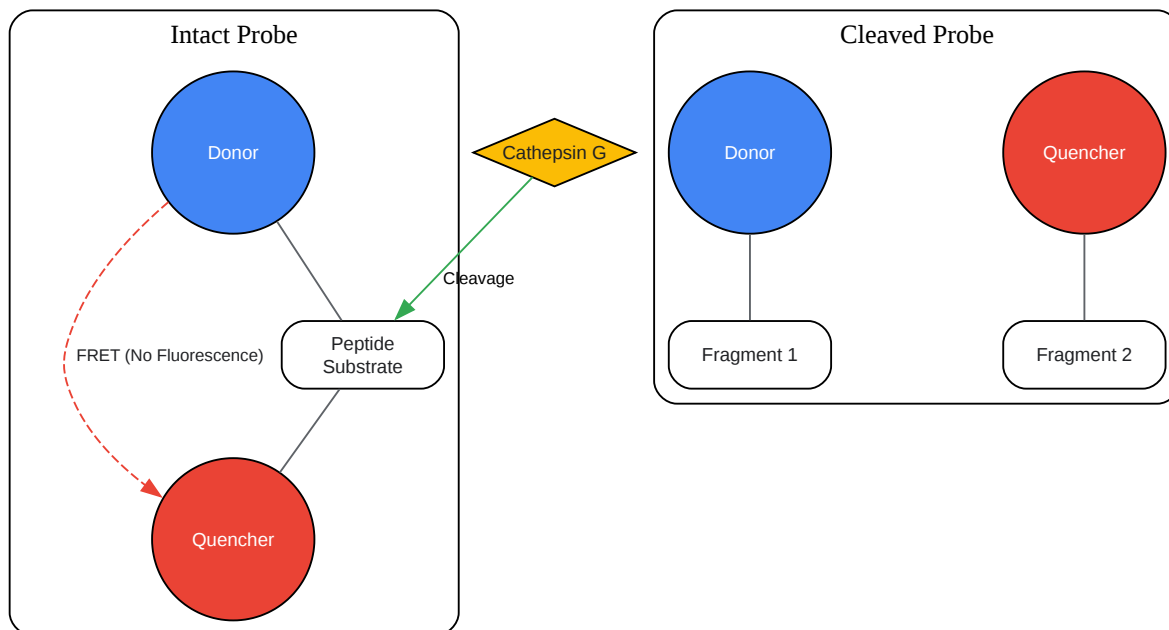 Intact Probe
Donor
FRET (No Fluorescence)
Peptide
Substrate
Quencher
Cathepsin G
Cleavage
Cleaved Probe
Donor
Quencher
Fragment 1
Fragment 2